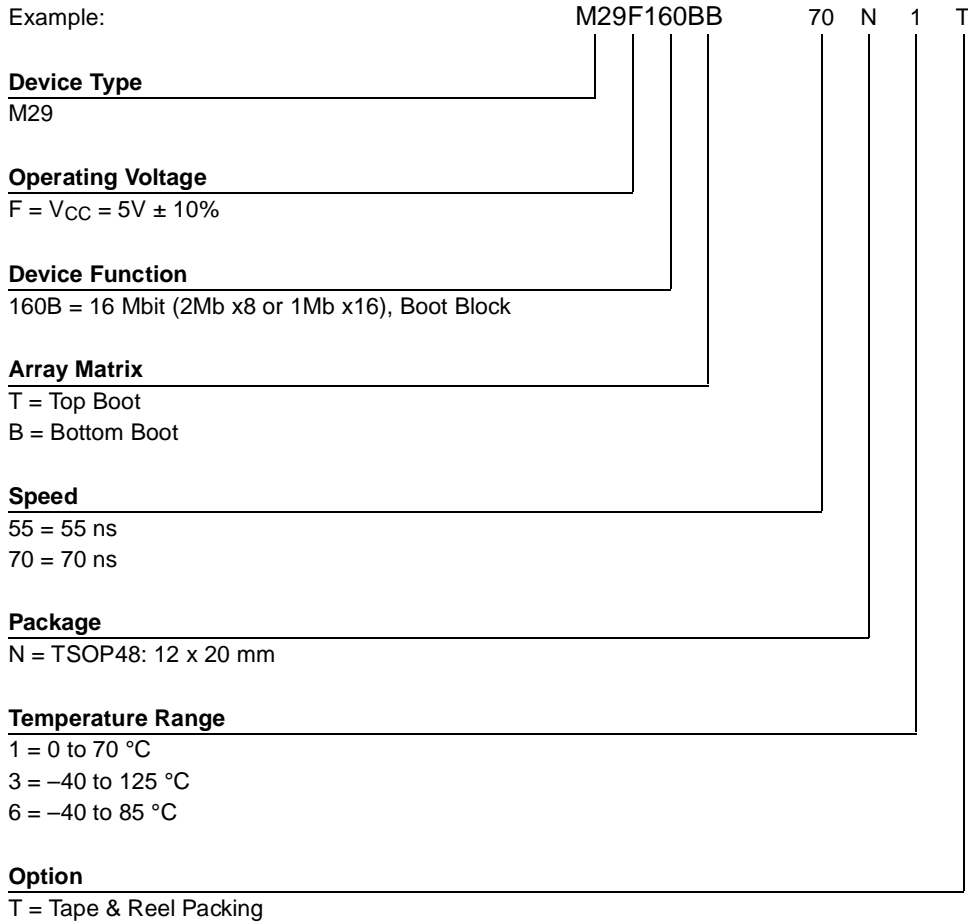 Example: M29F160BB 70 N 1 T
Device Type
M29
Operating Voltage
F = VCC = 5V ± 10%
Device Function
160B = 16 Mbit (2Mb x8 or 1Mb x16), Boot Block
Array Matrix
T = Top Boot
B = Bottom Boot
Speed
55 = 55 ns
70 = 70 ns
Package
N = TSOP48: 12 x 20 mm
Temperature Range
1 = 0 to 70 °C
3 = –40 to 125 °C
6 = –40 to 85 °C
Option
T = Tape & Reel Packing